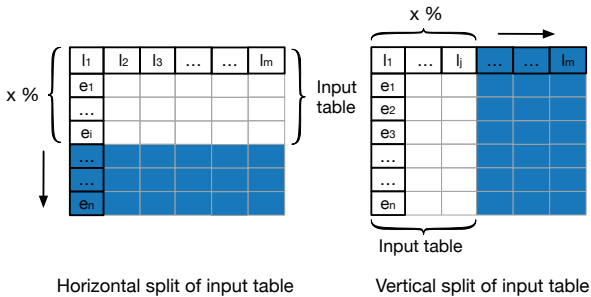 x %
l₁ l₂ l₃ ... ... lₘ
x %
e₁
...
eᵢ
...
...
eₙ
Input
table
Horizontal split of input table
x %
l₁ ... lⱼ ... ... lₘ
e₁
e₂
e₃
...
...
eₙ
Input table
Vertical split of input table